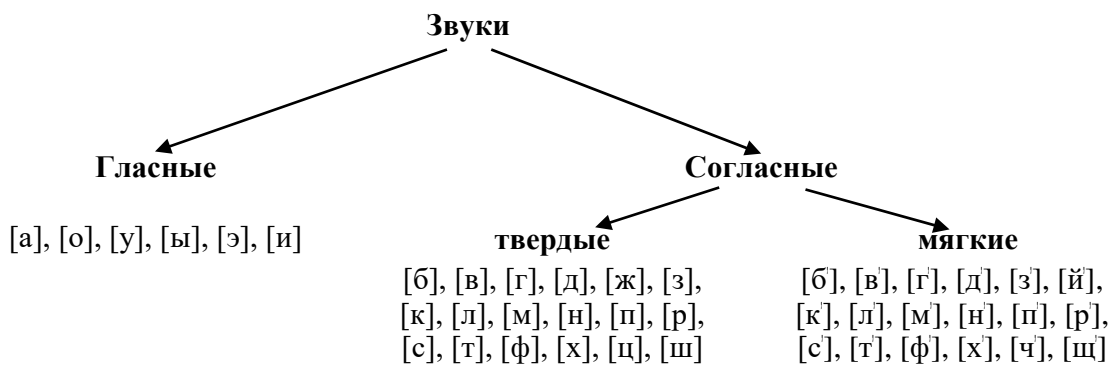 Звуки
Гласные
Согласные
[а], [о], [у], [ы], [э], [и]
твердые
мягкие
[б], [в], [г], [д], [ж], [з],
[к], [л], [м], [н], [п], [р],
[с], [т], [ф], [х], [ц], [ш]
[б'], [в'], [г'], [д'], [з'], [й'],
[к'], [л'], [м'], [н'], [п'], [р'],
[с'], [т'], [ф'], [х'], [ч'], [щ']